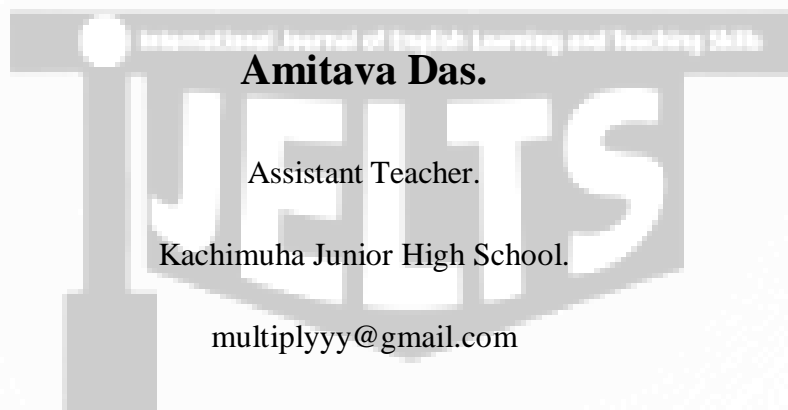 International Journal of English Learning and Teaching Skills
Amitava Das.
JELTS
Assistant Teacher.
Kachimuha Junior High School.
multiplyyy@gmail.com